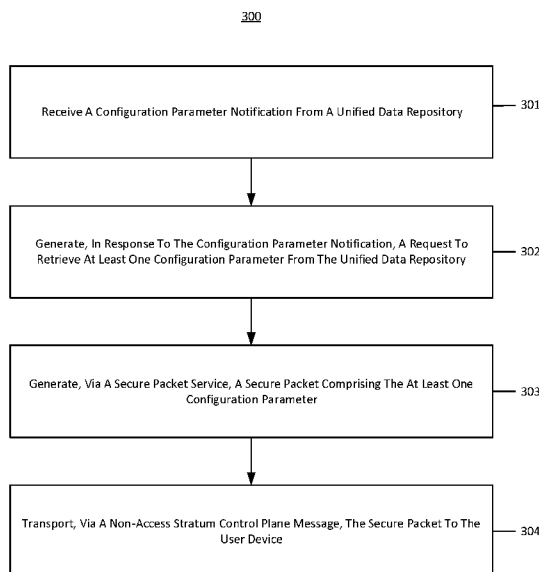 300
Receive A Configuration Parameter Notification From A Unified Data Repository
301
Generate, In Response To The Configuration Parameter Notification, A Request To
Retrieve At Least One Configuration Parameter From The Unified Data Repository
302
Generate, Via A Secure Packet Service, A Secure Packet Comprising The At Least One
Configuration Parameter
303
Transport, Via A Non-Access Stratum Control Plane Message, The Secure Packet To The
User Device
304